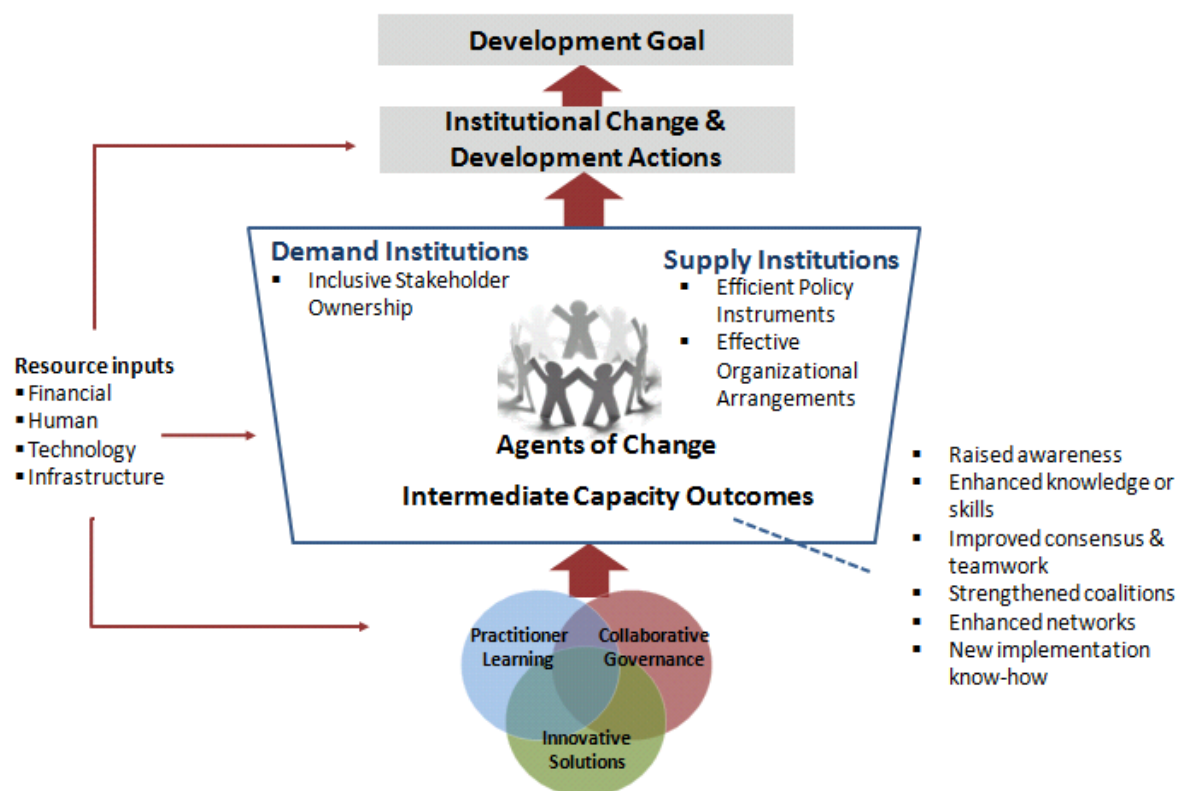 Development Goal
Institutional Change &
Development Actions
Demand Institutions
▪ Inclusive Stakeholder
Ownership
Supply Institutions
▪ Efficient Policy
Instruments
▪ Effective
Organizational
Arrangements
Resource inputs
▪Financial
▪Human
▪Technology
▪Infrastructure
Agents of Change
Intermediate Capacity Outcomes
▪ Raised awareness
▪ Enhanced knowledge or
skills
▪ Improved consensus &
teamwork
▪ Strengthened coalitions
▪ Enhanced networks
▪ New implementation
know-how
Practitioner
Learning
Collaborative
Governance
Innovative
Solutions